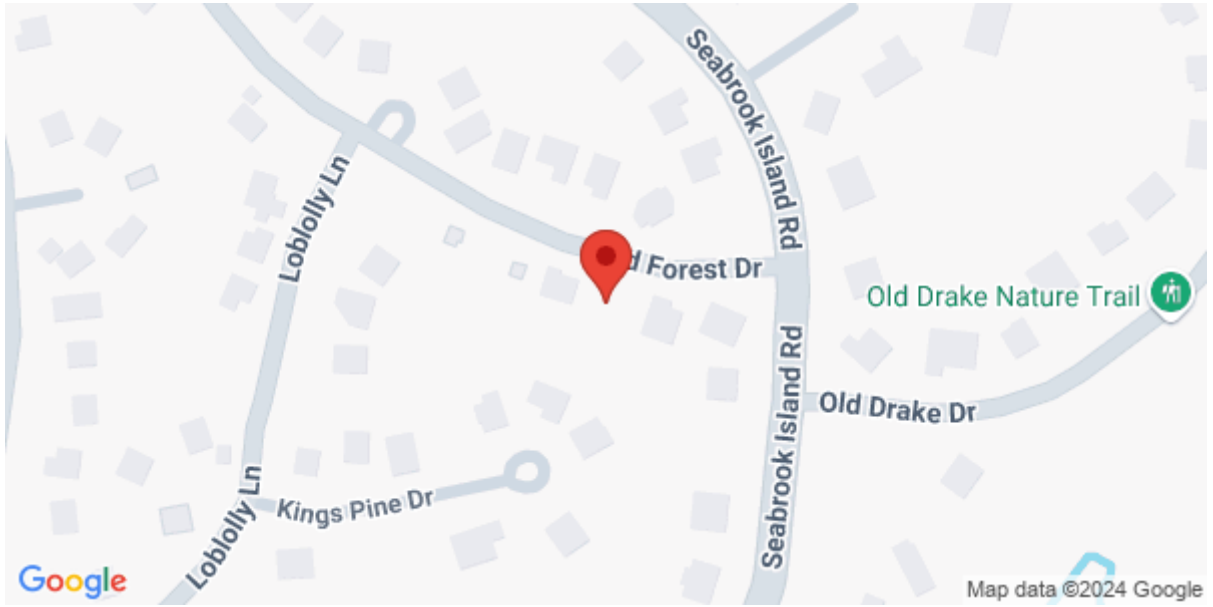 Seabrook Island Rd
Loblolly Ln
d Forest Dr
Old Drake Nature Trail
Seabrook Island Rd
Old Drake Dr
Loblolly Ln
Kings Pine Dr
Google
Map data ©2024 Google